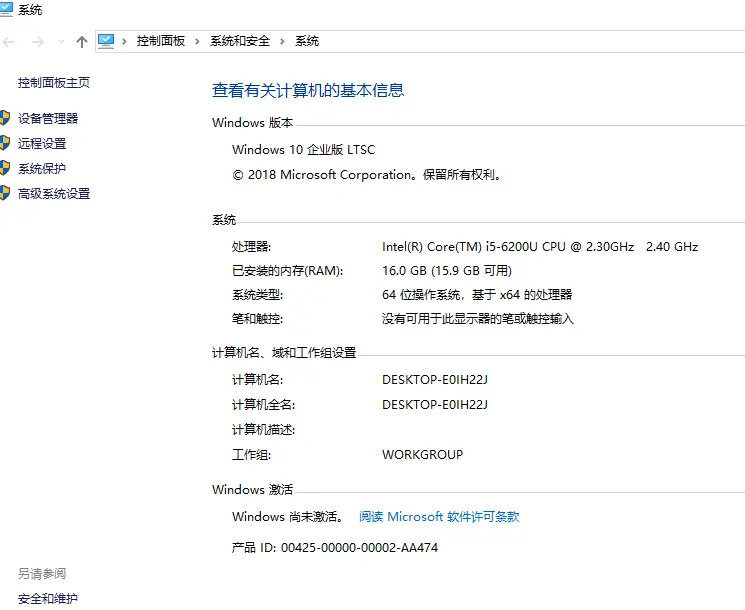 系统
控制面板 › 系统和安全 › 系统
控制面板主页
设备管理器
远程设置
系统保护
高级系统设置
查看有关计算机的基本信息
Windows 版本
Windows 10 企业版 LTSC
© 2018 Microsoft Corporation。保留所有权利。
系统
处理器: Intel(R) Core(TM) i5-6200U CPU @ 2.30GHz 2.40 GHz
已安装的内存(RAM): 16.0 GB (15.9 GB 可用)
系统类型: 64 位操作系统，基于 x64 的处理器
笔和触控: 没有可用于此显示器的笔或触控输入
计算机名、域和工作组设置
计算机名: DESKTOP-E0IH22J
计算机全名: DESKTOP-E0IH22J
计算机描述:
工作组: WORKGROUP
Windows 激活
Windows 尚未激活。 阅读 Microsoft 软件许可条款
产品 ID: 00425-00000-00002-AA474
另请参阅
安全和维护